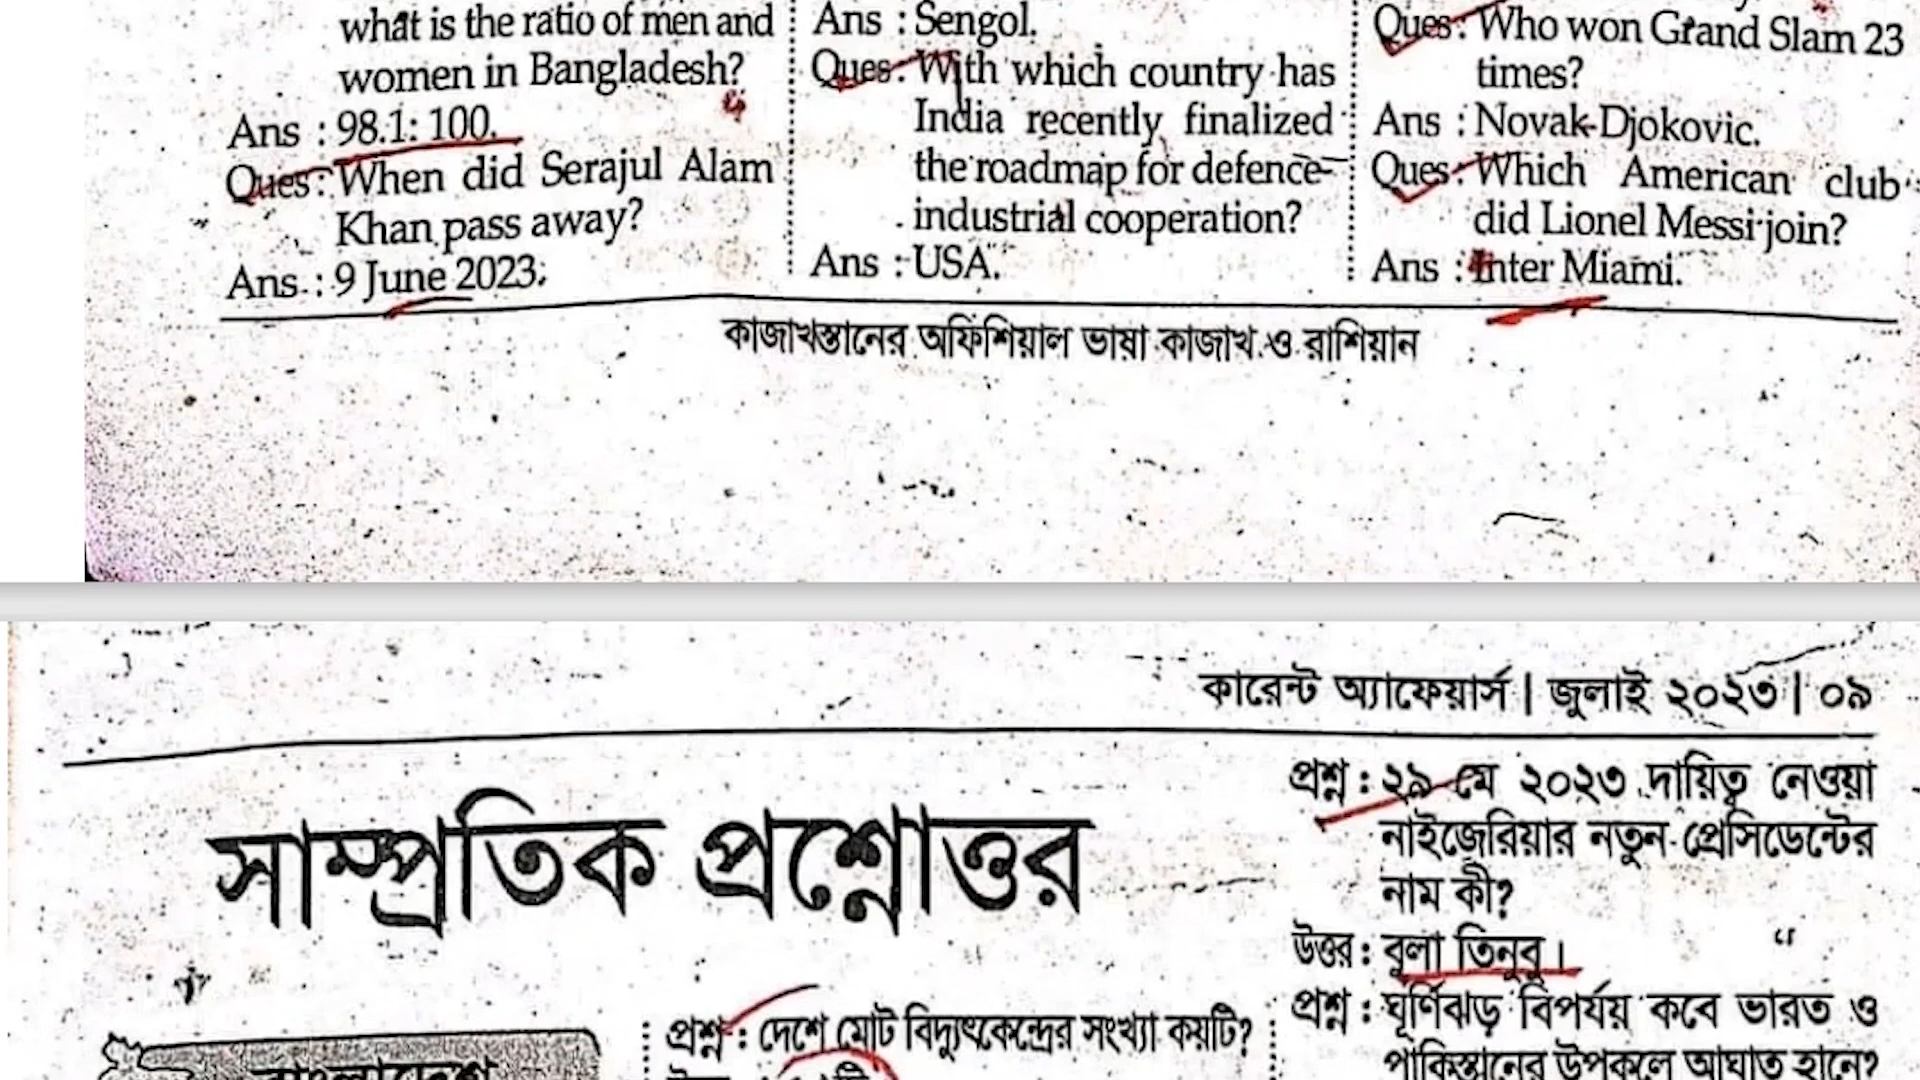 what is the ratio of men and
women in Bangladesh?
Ans : 98.1: 100.
Ques: When did Serajul Alam
Khan pass away?
Ans : 9 June 2023.
Ans : Sengol.
Ques: With which country has
India recently finalized
the roadmap for defence
industrial cooperation?
Ans : USA.
Ques: Who won Grand Slam 23
times?
Ans : Novak Djokovic.
Ques: Which American club
did Lionel Messi join?
Ans : Inter Miami.
কাজাখস্তানের অফিশিয়াল ভাষা কাজাখ ও রাশিয়ান
কারেন্ট অ্যাফেয়ার্স | জুলাই ২০২৩ | ০৯
সাম্প্রতিক প্রশ্নোত্তর
বাংলাদেশ
প্রশ্ন : দেশে মোট বিদ্যুৎকেন্দ্রের সংখ্যা কয়টি?
প্রশ্ন : ২৯ মে ২০২৩ দায়িত্ব নেওয়া
নাইজেরিয়ার নতুন প্রেসিডেন্টের
নাম কী?
উত্তর : বুলা তিনুবু।
প্রশ্ন : ঘূর্ণিঝড় বিপর্যয় কবে ভারত ও
পাকিস্তানের উপকূলে আঘাত হানে?